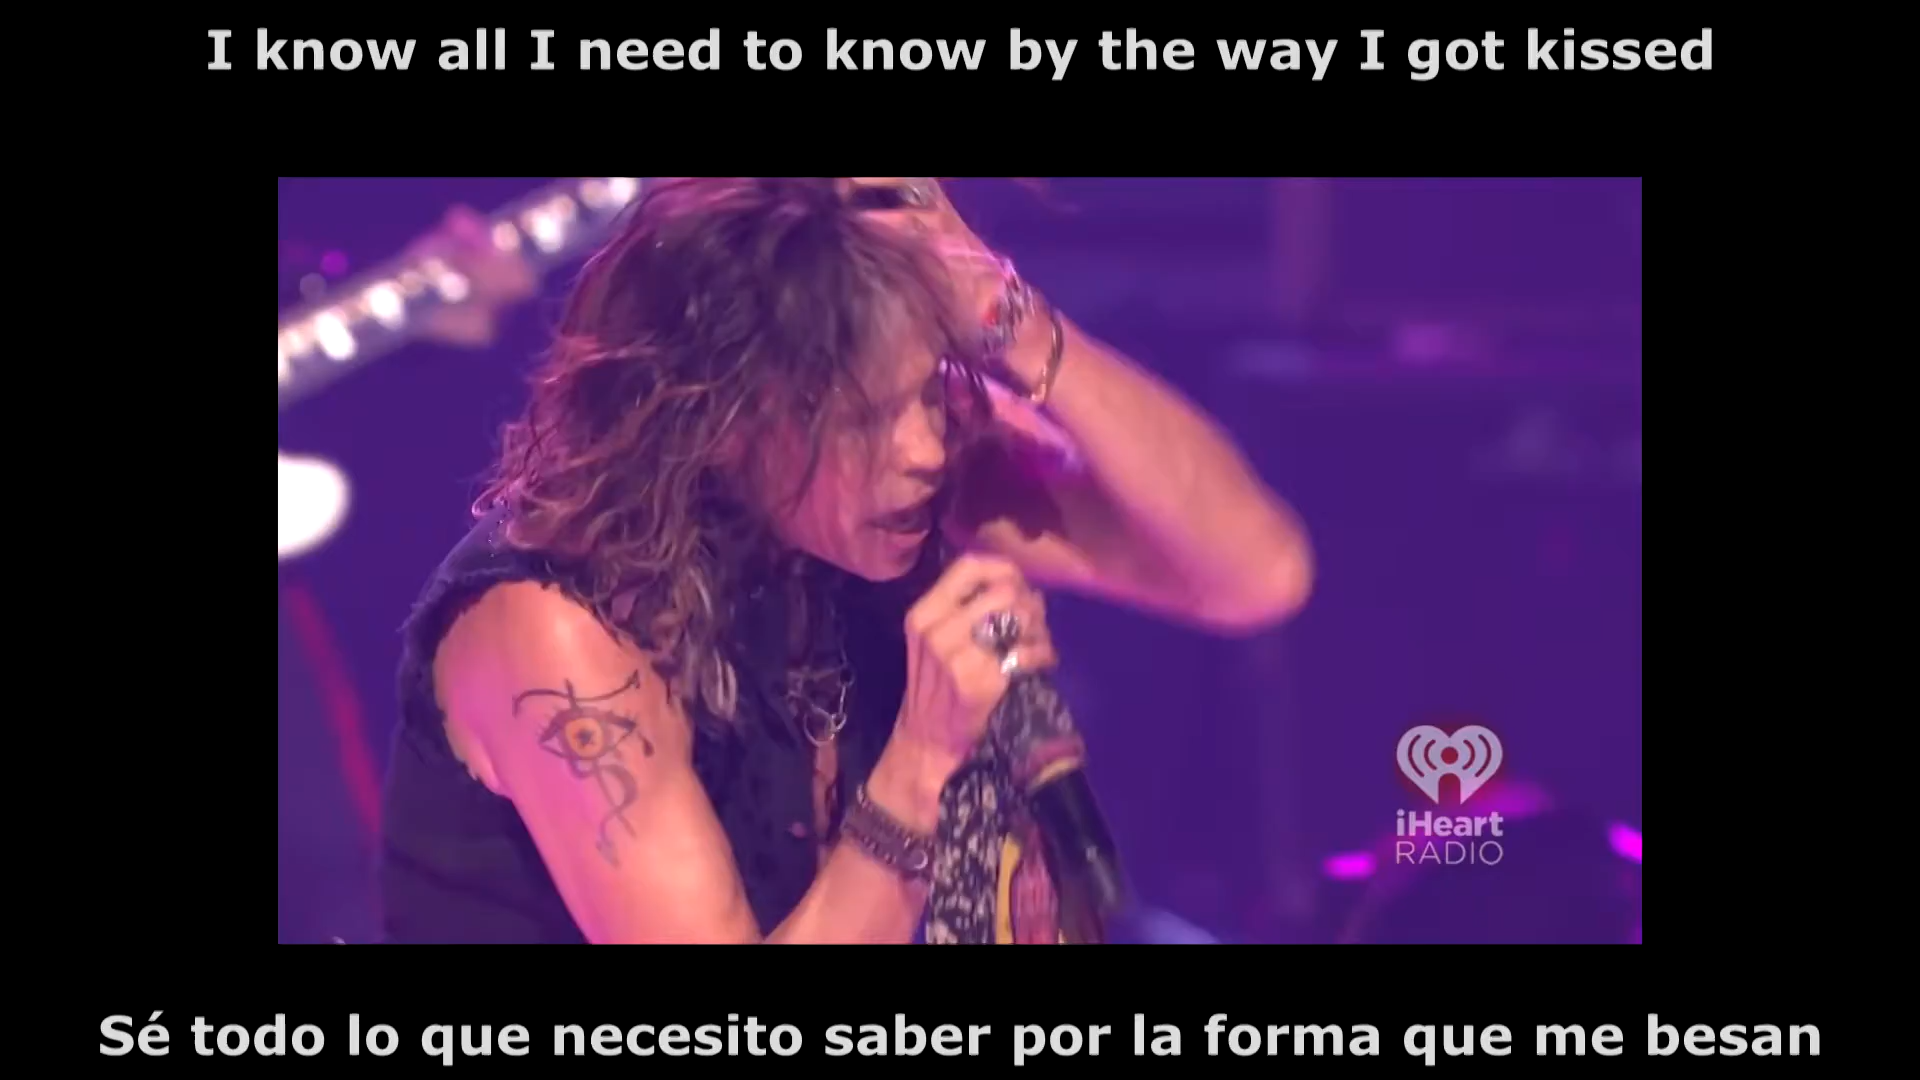 I know all I need to know by the way I got kissed
iHeart
RADIO
Sé todo lo que necesito saber por la forma que me besan